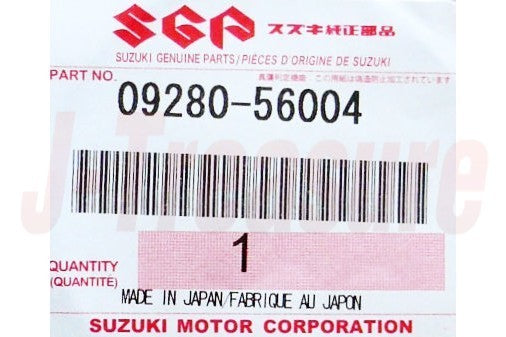 SGP スズキ純正部品
SUZUKI GENUINE PARTS/PIÈCES D'ORIGINE DE SUZUKI
PART NO.
09280-56004
J-Treasure
1
QUANTITY
(QUANTITE)
MADE IN JAPAN/FABRIQUE AU JAPON
SUZUKI MOTOR CORPORATION